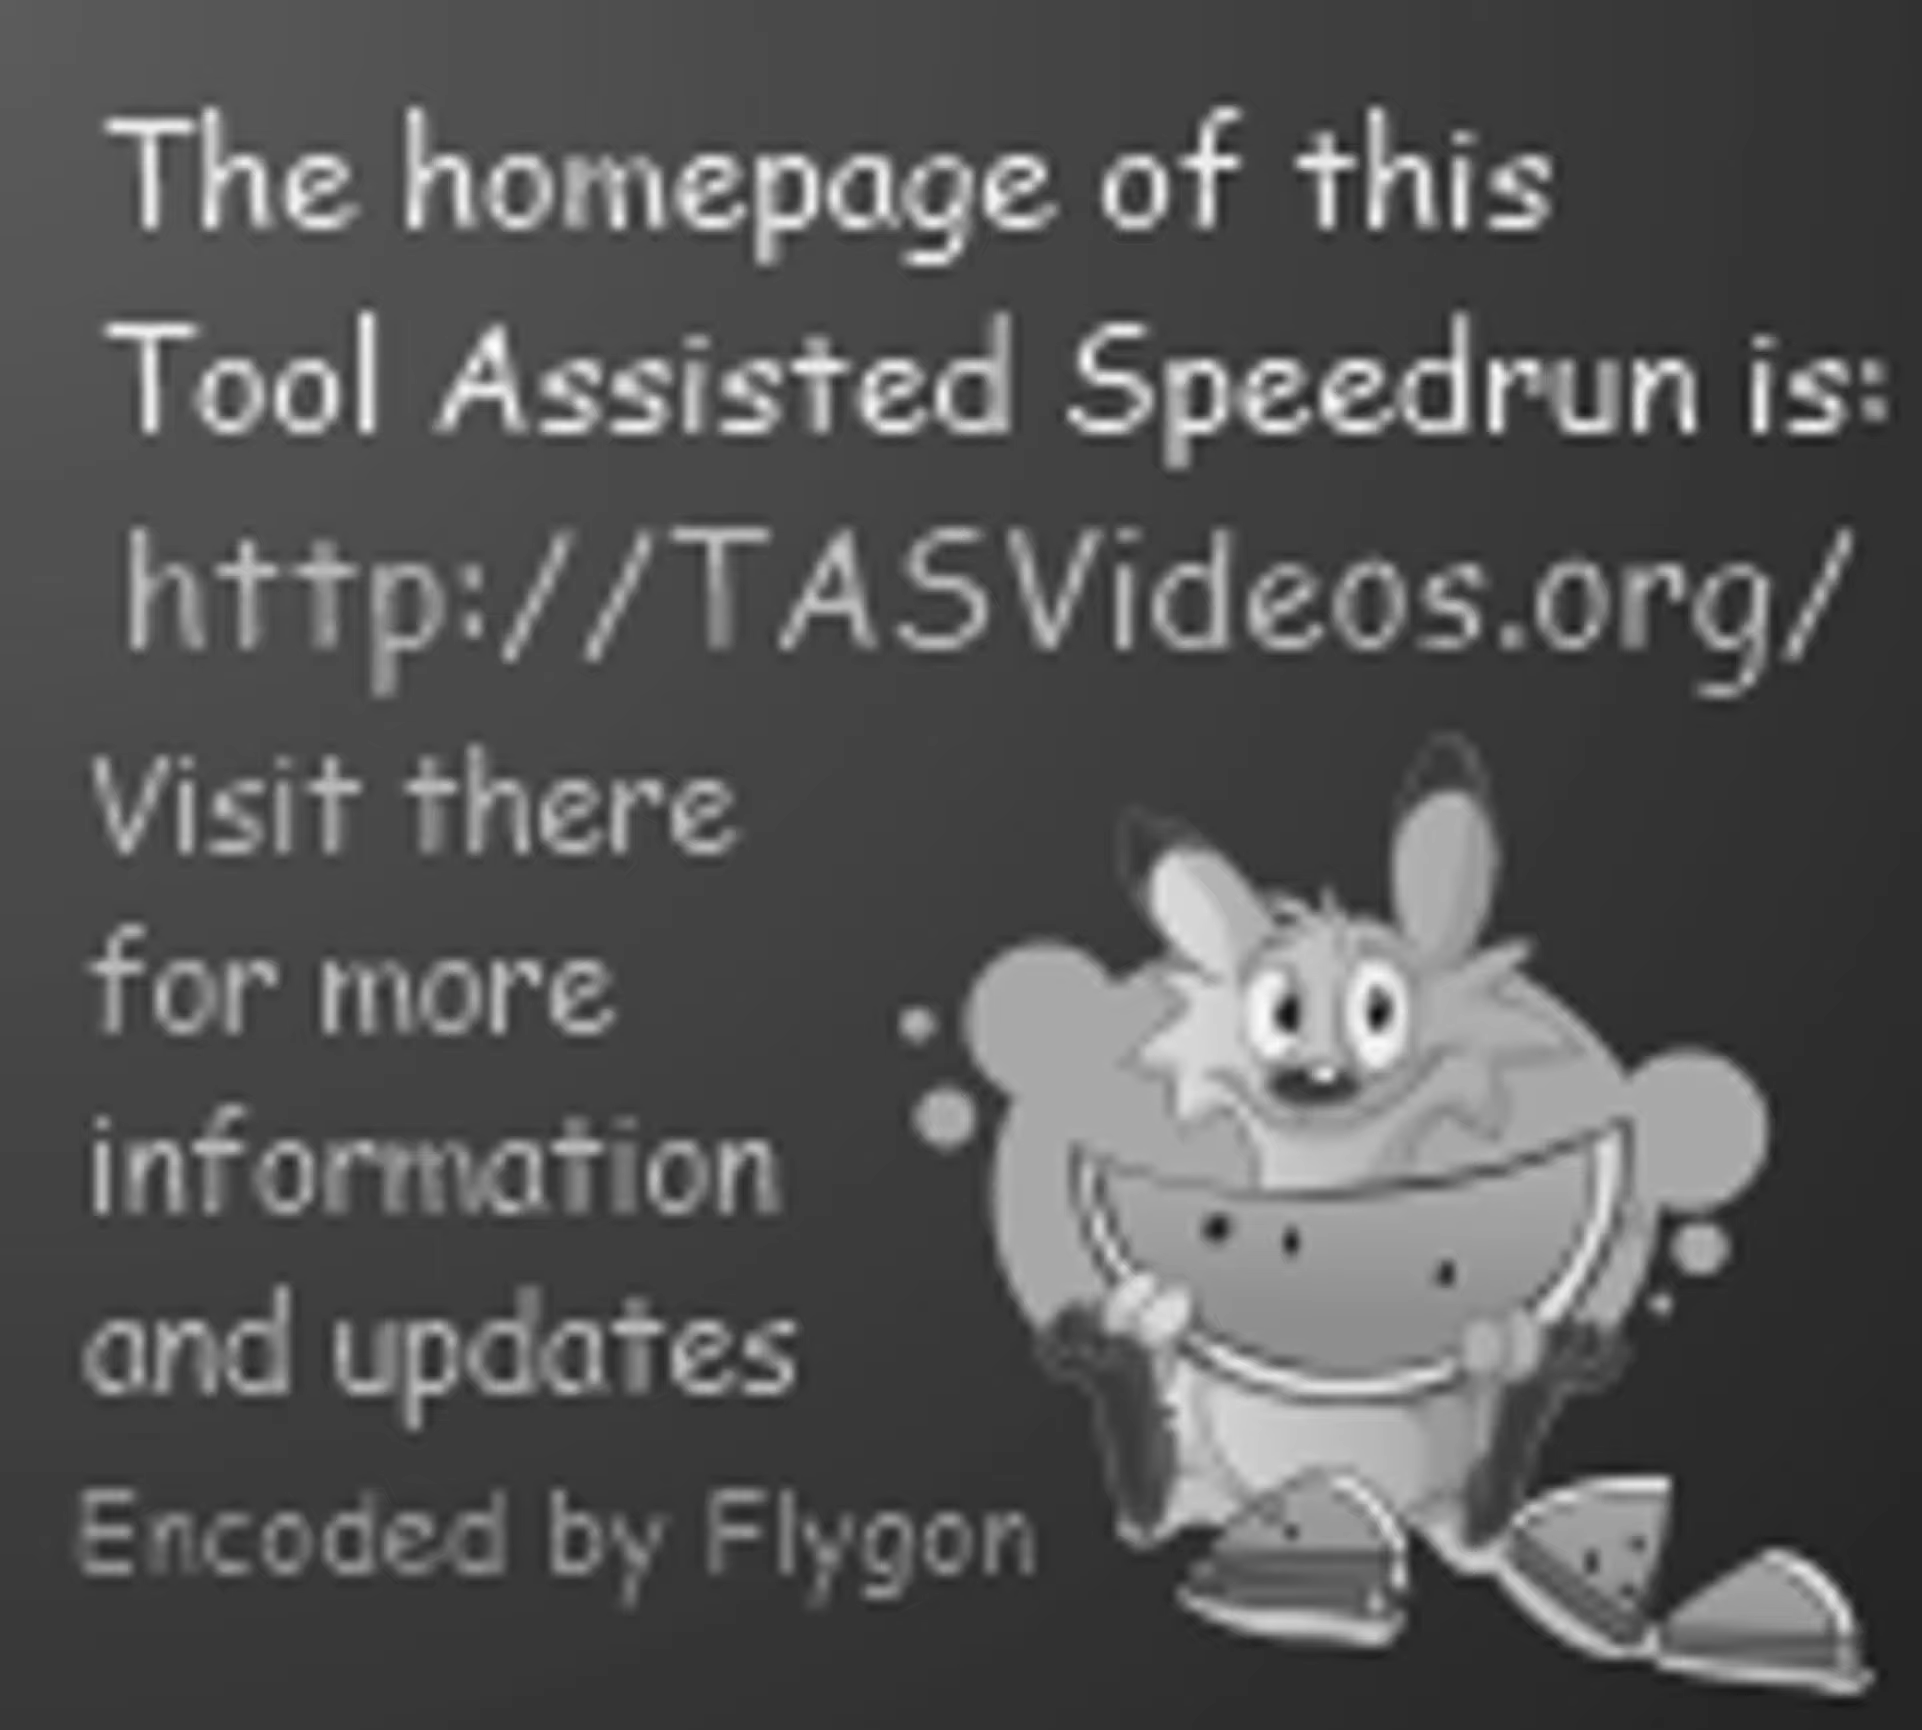 The homepage of this
Tool Assisted Speedrun is:
http://TASVideos.org/
Visit there
for more
information
and updates
Encoded by Flygon